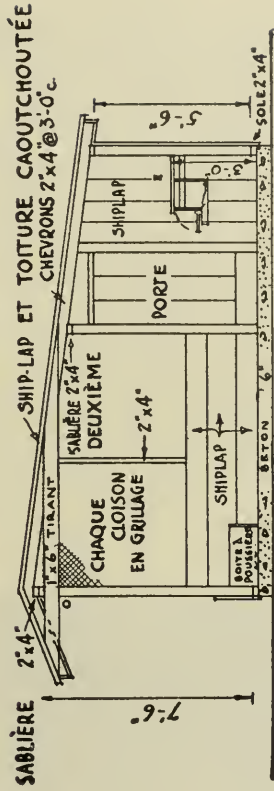 SHIP-LAP ET TOITURE CAOUTCHOUTÉE
CHEVRONS 2"x4"@3'-0"c.
SABLIÈRE
2"x4"
1"x6" TIRANT
SABLIÈRE 2"x4"
DEUXIÈME
CHAQUE
CLOISON
EN GRILLAGE
2"x4"
SHIPLAP
PORTE
SHIPLAP
BOITE À
POUSSIÈRE
BETON
6"
7'-6"
5'-6"
3'-0"
SOLE 2"x4"